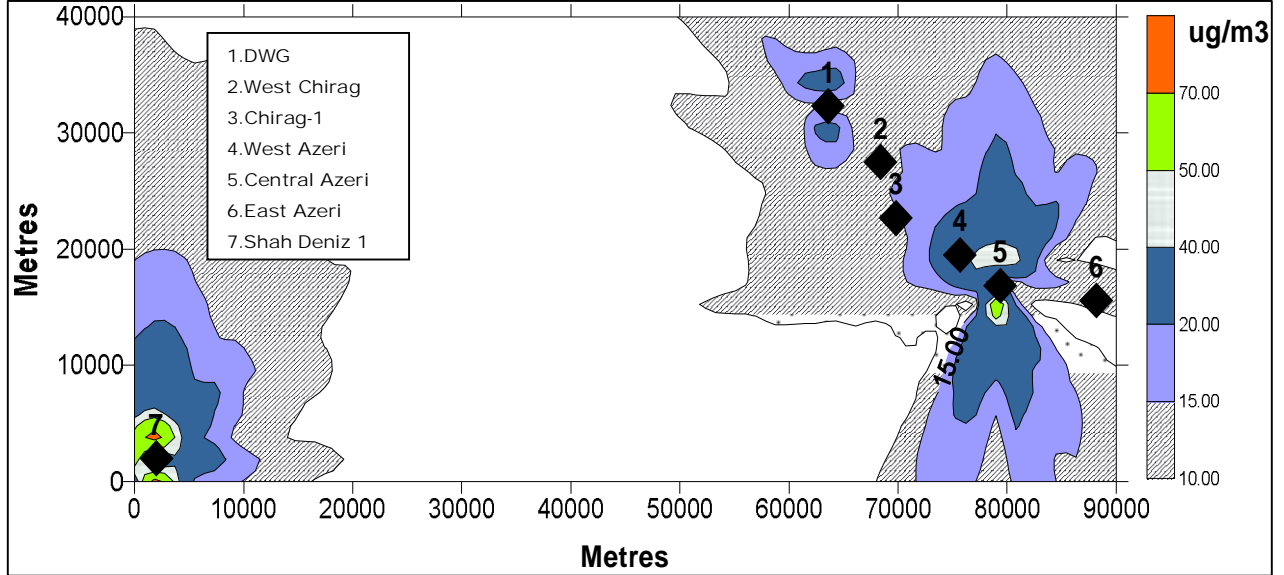 40000
30000
20000
10000
0
Metres
1.DWG
2.West Chirag
3.Chirag-1
4.West Azeri
5.Central Azeri
6.East Azeri
7.Shah Deniz 1
1
2
3
4
5
6
7
15.00
0
10000
20000
30000
40000
50000
60000
70000
80000
90000
Metres
ug/m3
70.00
50.00
40.00
20.00
15.00
10.00